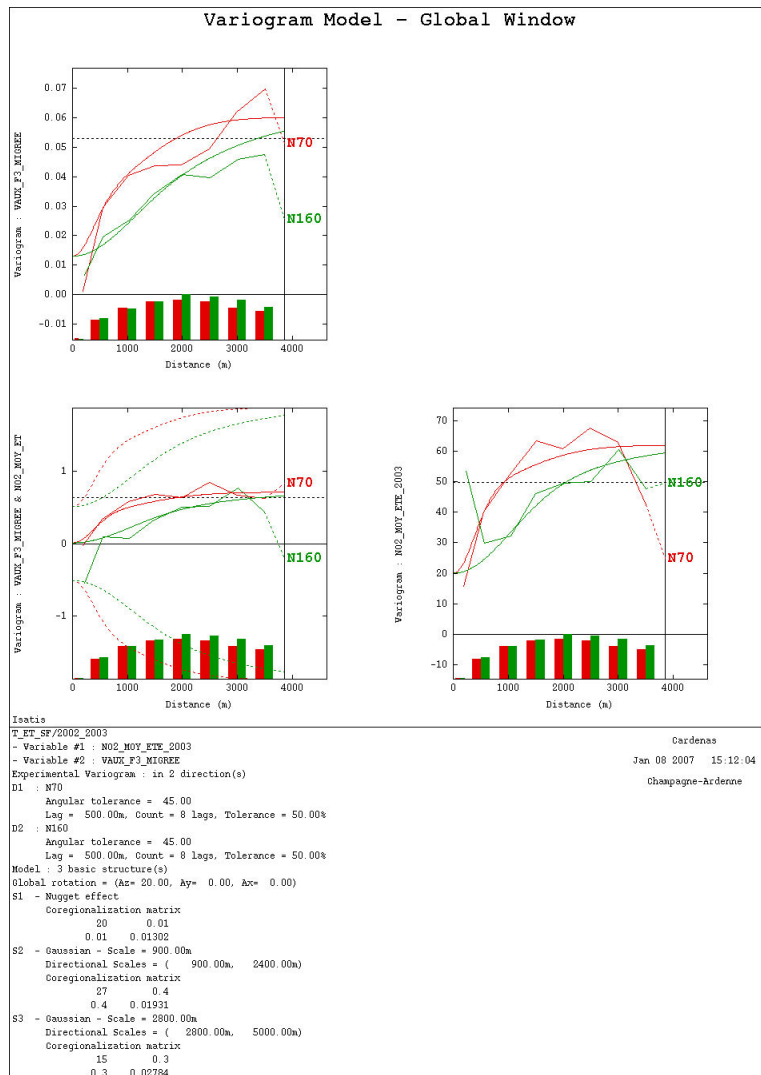 Variogram Model - Global Window
0.07
0.06
0.05
0.04
0.03
0.02
0.01
0.00
-0.01
Variogram : VAUX_F3_MIGREE
N70
N160
0 1000 2000 3000 4000
Distance (m)
1
0
-1
Variogram : VAUX_F3_MIGREE & NO2_MOY_ET
N70
N160
0 1000 2000 3000 4000
Distance (m)
70
60
50
40
30
20
10
0
-10
Variogram : NO2_MOY_ETE_2003
N160
N70
0 1000 2000 3000 4000
Distance (m)
Isatis
T_ET_SF/2002_2003
- Variable #1 : NO2_MOY_ETE_2003
- Variable #2 : VAUX_F3_MIGREE
Experimental Variogram : in 2 direction(s)
D1 : N70
Angular tolerance = 45.00
Lag = 500.00m, Count = 8 lags, Tolerance = 50.00%
D2 : N160
Angular tolerance = 45.00
Lag = 500.00m, Count = 8 lags, Tolerance = 50.00%
Model : 3 basic structure(s)
Global rotation = (Az= 20.00, Ay= 0.00, Ax= 0.00)
S1 - Nugget effect
Coregionalization matrix
20 0.01
0.01 0.01302
S2 - Gaussian - Scale = 900.00m
Directional Scales = ( 900.00m, 2400.00m)
Coregionalization matrix
27 0.4
0.4 0.01931
S3 - Gaussian - Scale = 2800.00m
Directional Scales = ( 2800.00m, 5000.00m)
Coregionalization matrix
15 0.3
0.3 0.02784
Cardenas
Jan 08 2007 15:12:04
Champagne-Ardenne